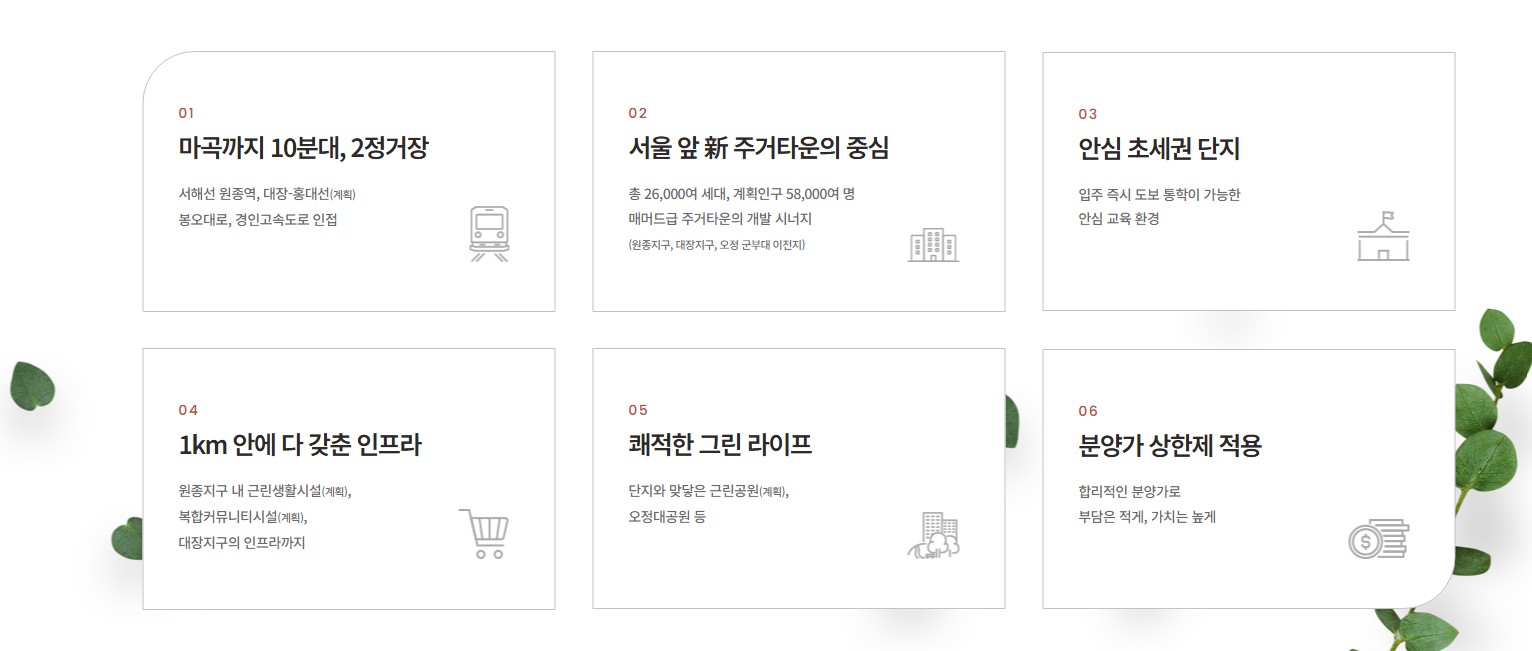 01
마곡까지 10분대, 2정거장
서해선 원종역, 대장-홍대선(계획)
봉오대로, 경인고속도로 인접
02
서울 앞 新 주거타운의 중심
총 26,000여 세대, 계획인구 58,000여 명
매머드급 주거타운의 개발 시너지
(원종지구, 대장지구, 오정 군부대 이전지)
03
안심 초세권 단지
입주 즉시 도보 통학이 가능한
안심 교육 환경
04
1km 안에 다 갖춘 인프라
원종지구 내 근린생활시설(계획),
복합커뮤니티시설(계획),
대장지구의 인프라까지
05
쾌적한 그린 라이프
단지와 맞닿은 근린공원(계획),
오정대공원 등
06
분양가 상한제 적용
합리적인 분양가로
부담은 적게, 가치는 높게